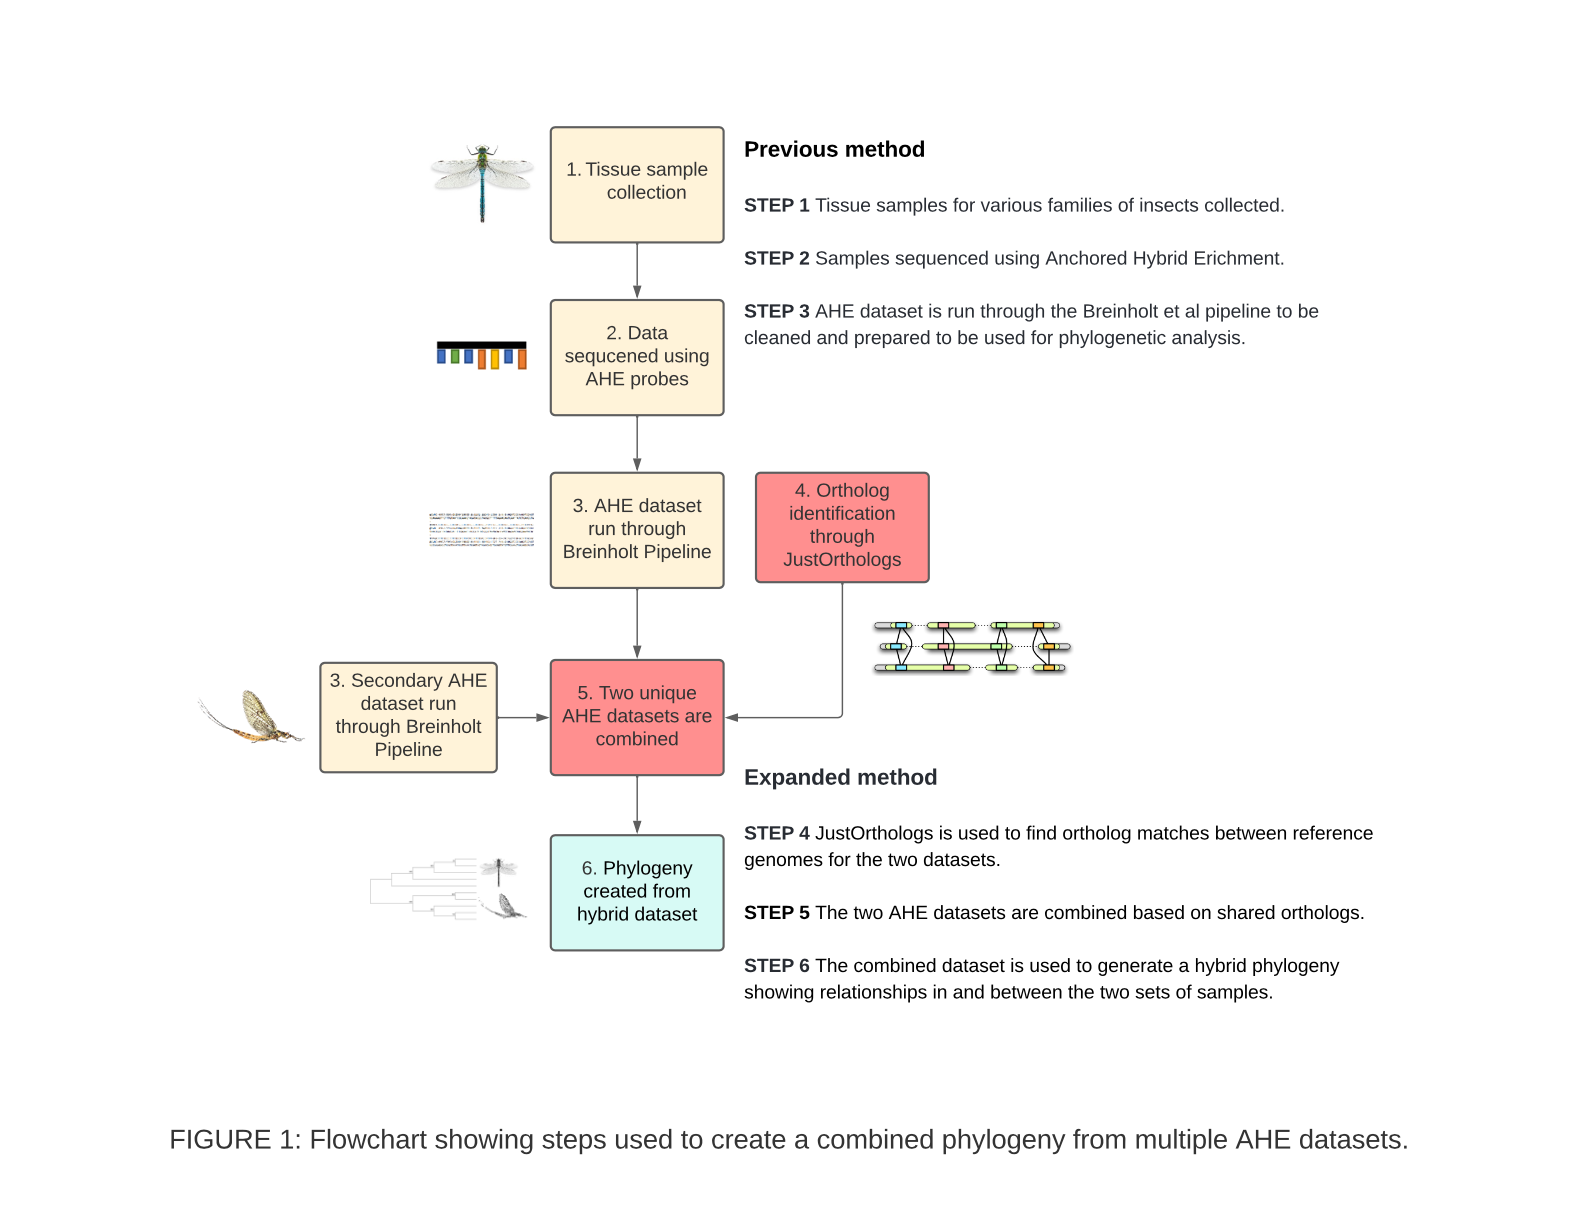 1. Tissue sample
collection
Previous method
STEP 1 Tissue samples for various families of insects collected.
STEP 2 Samples sequenced using Anchored Hybrid Erichment.
STEP 3 AHE dataset is run through the Breinholt et al pipeline to be
cleaned and prepared to be used for phylogenetic analysis.
2. Data
sequcened using
AHE probes
3. AHE dataset
run through
Breinholt Pipeline
4. Ortholog
identification
through
JustOrthologs
3. Secondary AHE
dataset run
through Breinholt
Pipeline
5. Two unique
AHE datasets are
combined
Expanded method
STEP 4 JustOrthologs is used to find ortholog matches between reference
genomes for the two datasets.
STEP 5 The two AHE datasets are combined based on shared orthologs.
STEP 6 The combined dataset is used to generate a hybrid phylogeny
showing relationships in and between the two sets of samples.
6. Phylogeny
created from
hybrid dataset
FIGURE 1: Flowchart showing steps used to create a combined phylogeny from multiple AHE datasets.